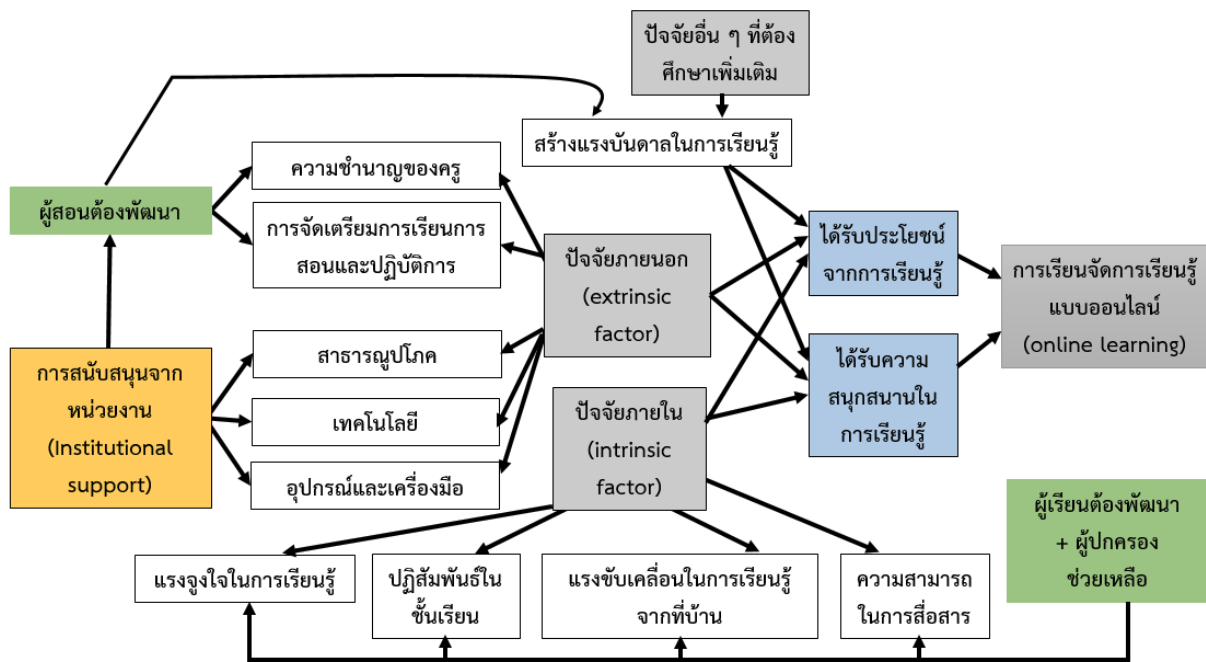 ปัจจัยอื่น ๆ ที่ต้อง
ศึกษาเพิ่มเติม
สร้างแรงบันดาลในการเรียนรู้
ความชำนาญของครู
ผู้สอนต้องพัฒนา
การจัดเตรียมการเรียนการ
สอนและปฏิบัติการ
ปัจจัยภายนอก
(extrinsic
factor)
ได้รับประโยชน์
จากการเรียนรู้
การเรียนจัดการเรียนรู้
แบบออนไลน์
(online learning)
การสนับสนุนจาก
หน่วยงาน
(Institutional
support)
สาธารณูปโภค
เทคโนโลยี
อุปกรณ์และเครื่องมือ
ปัจจัยภายใน
(intrinsic
factor)
ได้รับความ
สนุกสนานใน
การเรียนรู้
ผู้เรียนต้องพัฒนา
+ ผู้ปกครอง
ช่วยเหลือ
แรงจูงใจในการเรียนรู้
ปฏิสัมพันธ์ใน
ชั้นเรียน
แรงขับเคลื่อนในการเรียนรู้
จากที่บ้าน
ความสามารถ
ในการสื่อสาร